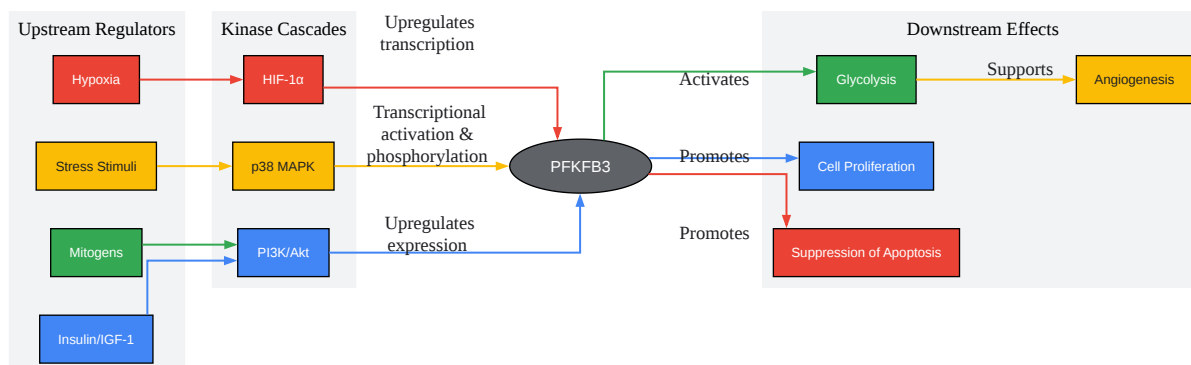 Upstream Regulators
Kinase Cascades
Upregulates
transcription
Downstream Effects
Hypoxia
HIF-1α
Activates
Glycolysis
Supports
Angiogenesis
Transcriptional
activation &
phosphorylation
Stress Stimuli
p38 MAPK
PFKFB3
Promotes
Cell Proliferation
Upregulates
expression
Mitogens
PI3K/Akt
Promotes
Suppression of Apoptosis
Insulin/IGF-1